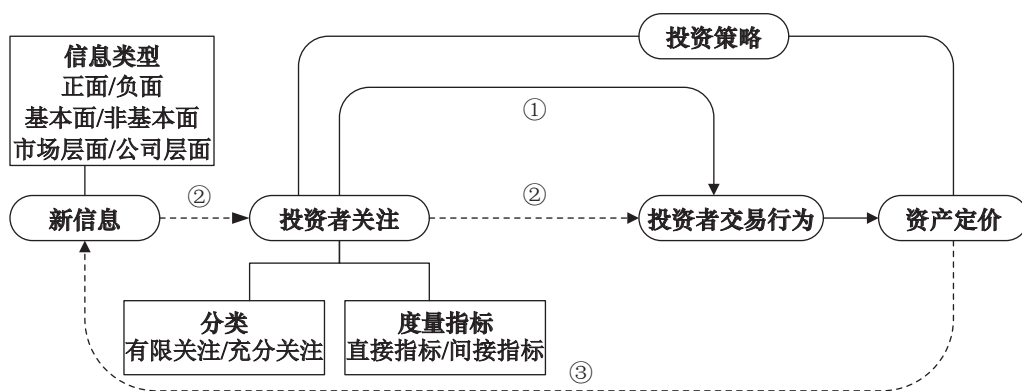 投资策略
信息类型
正面/负面
基本面/非基本面
市场层面/公司层面
①
②
②
新信息
投资者关注
投资者交易行为
资产定价
分类
有限关注/充分关注
度量指标
直接指标/间接指标
③